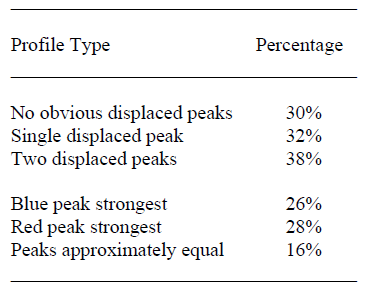 Profile Type Percentage
No obvious displaced peaks 30%
Single displaced peak 32%
Two displaced peaks 38%
Blue peak strongest 26%
Red peak strongest 28%
Peaks approximately equal 16%